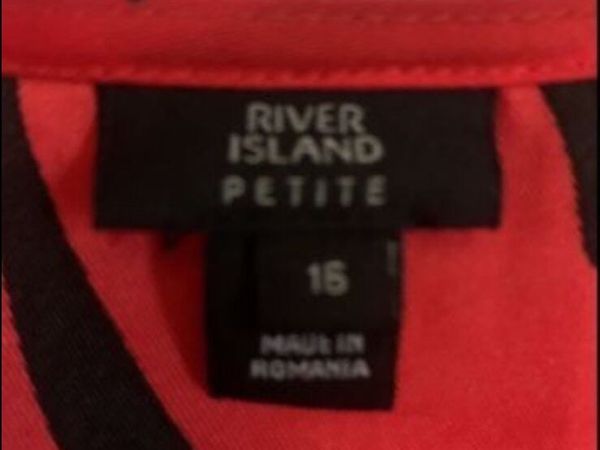 RIVER
ISLAND
PETITE
16
MADE IN
ROMANIA